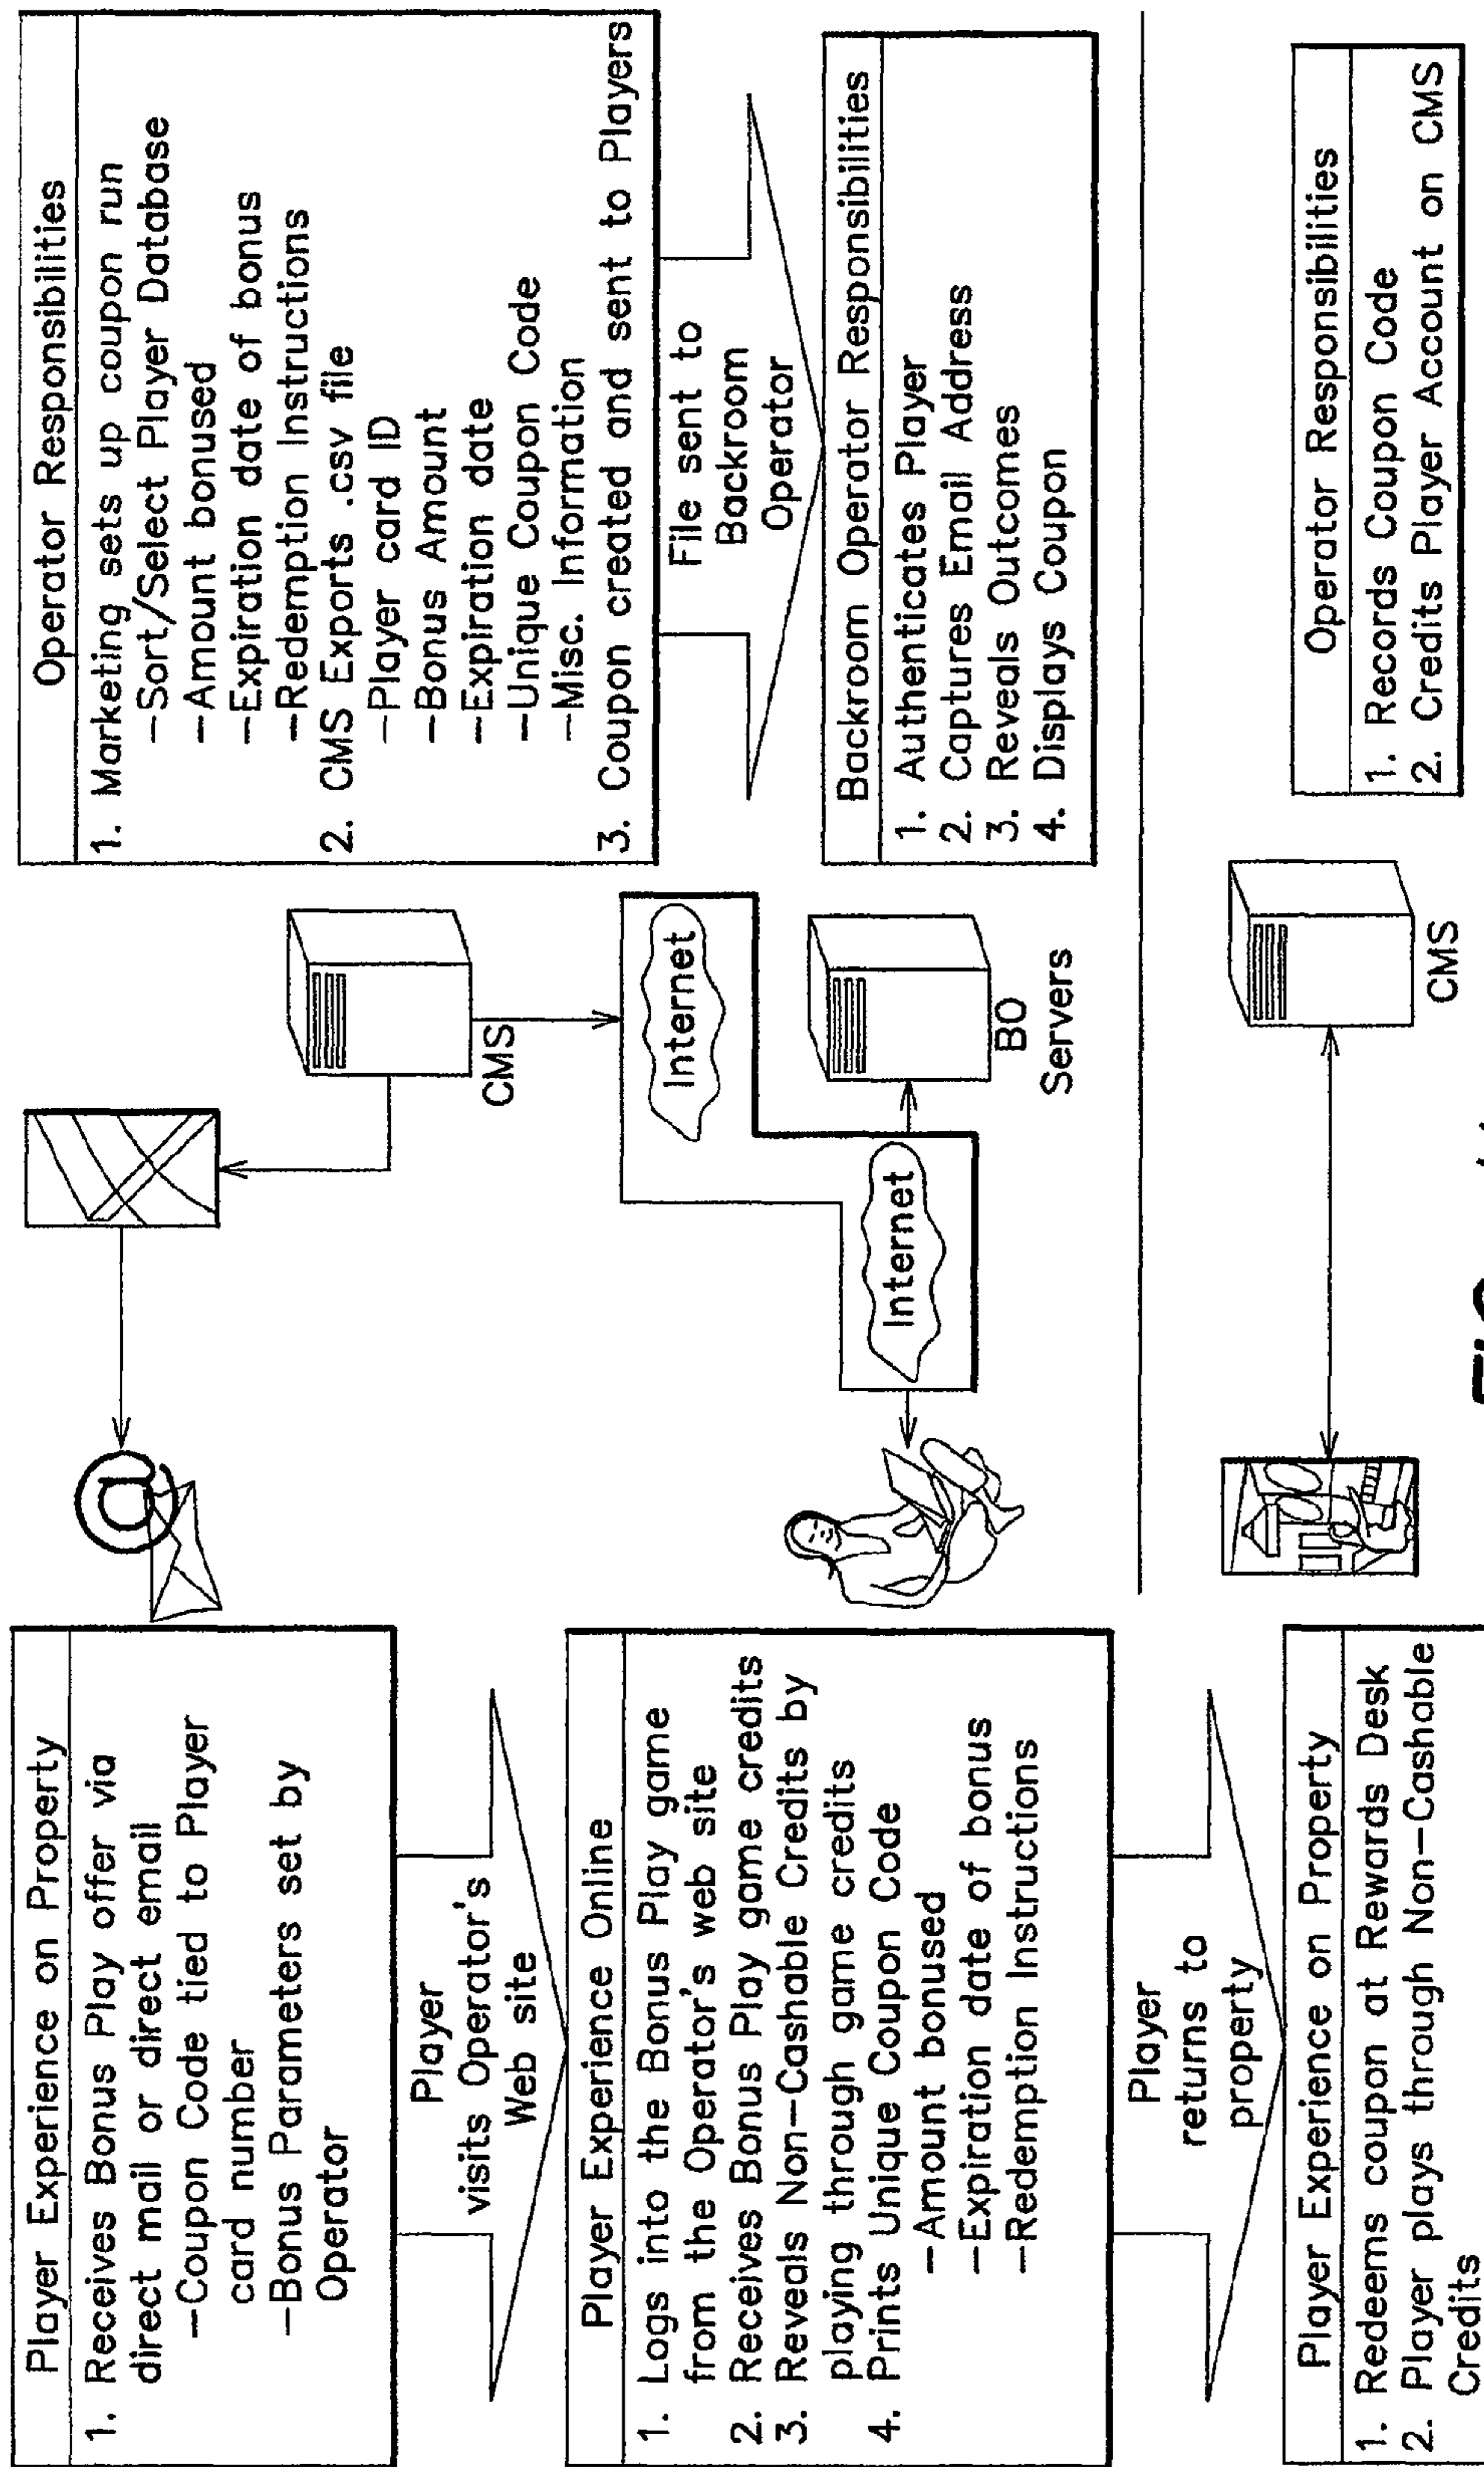 Player Experience on Property
1. Receives Bonus Play offer via
direct mail or direct email
—Coupon Code tied to Player
card number
—Bonus Parameters set by
Operator
Player
visits Operator's
Web site
Player Experience Online
1. Logs into the Bonus Play game
from the Operator's web site
2. Receives Bonus Play game credits
3. Reveals Non—Cashable Credits by
playing through game credits
4. Prints Unique Coupon Code
—Amount bonused
—Expiration date of bonus
—Redemption Instructions
Player
returns to
property
Player Experience on Property
1. Redeems coupon at Rewards Desk
2. Player plays through Non—Cashable
Credits
@
CMS
Internet
Internet
BO
Servers
CMS
Operator Responsibilities
1. Marketing sets up coupon run
—Sort/Select Player Database
—Amount bonused
—Expiration date of bonus
—Redemption Instructions
2. CMS Exports .csv file
—Player card ID
—Bonus Amount
—Expiration date
—Unique Coupon Code
—Misc. Information
3. Coupon created and sent to Players
File sent to
Backroom
Operator
Backroom Operator Responsibilities
1. Authenticates Player
2. Captures Email Address
3. Reveals Outcomes
4. Displays Coupon
Operator Responsibilities
1. Records Coupon Code
2. Credits Player Account on CMS